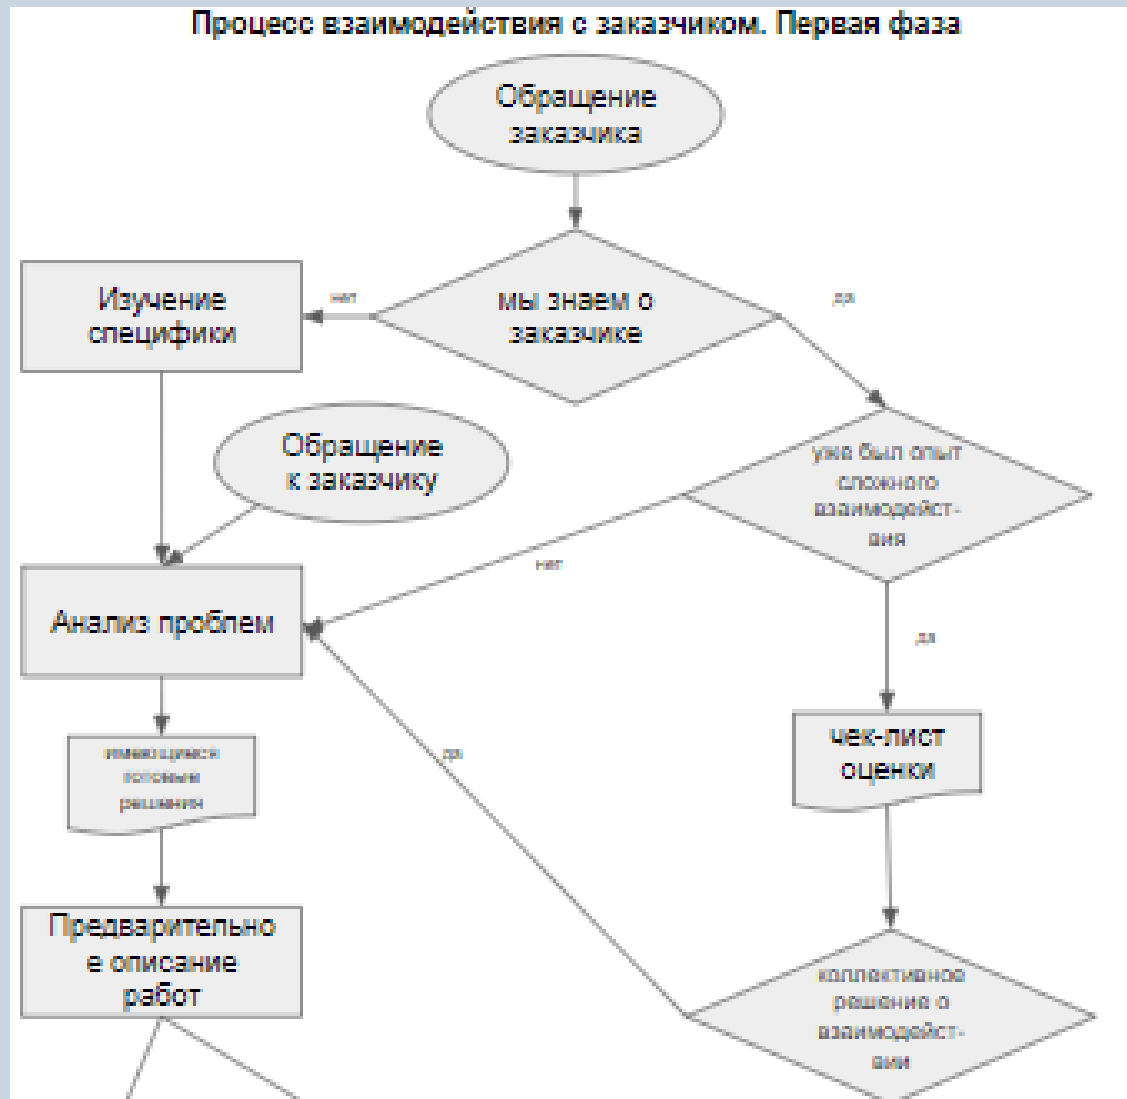 Процесс взаимодействия с заказчиком. Первая фаза
Обращение
заказчика
мы знаем о
заказчике
нет
да
Изучение
специфики
Обращение
к заказчику
уже был опыт
сложного
взаимодейст-
вия
нет
да
Анализ проблем
имеющиеся
готовые
решения
да
чек-лист
оценки
Предварительно
е описание
работ
коллективное
решение о
взаимодейст-
вии